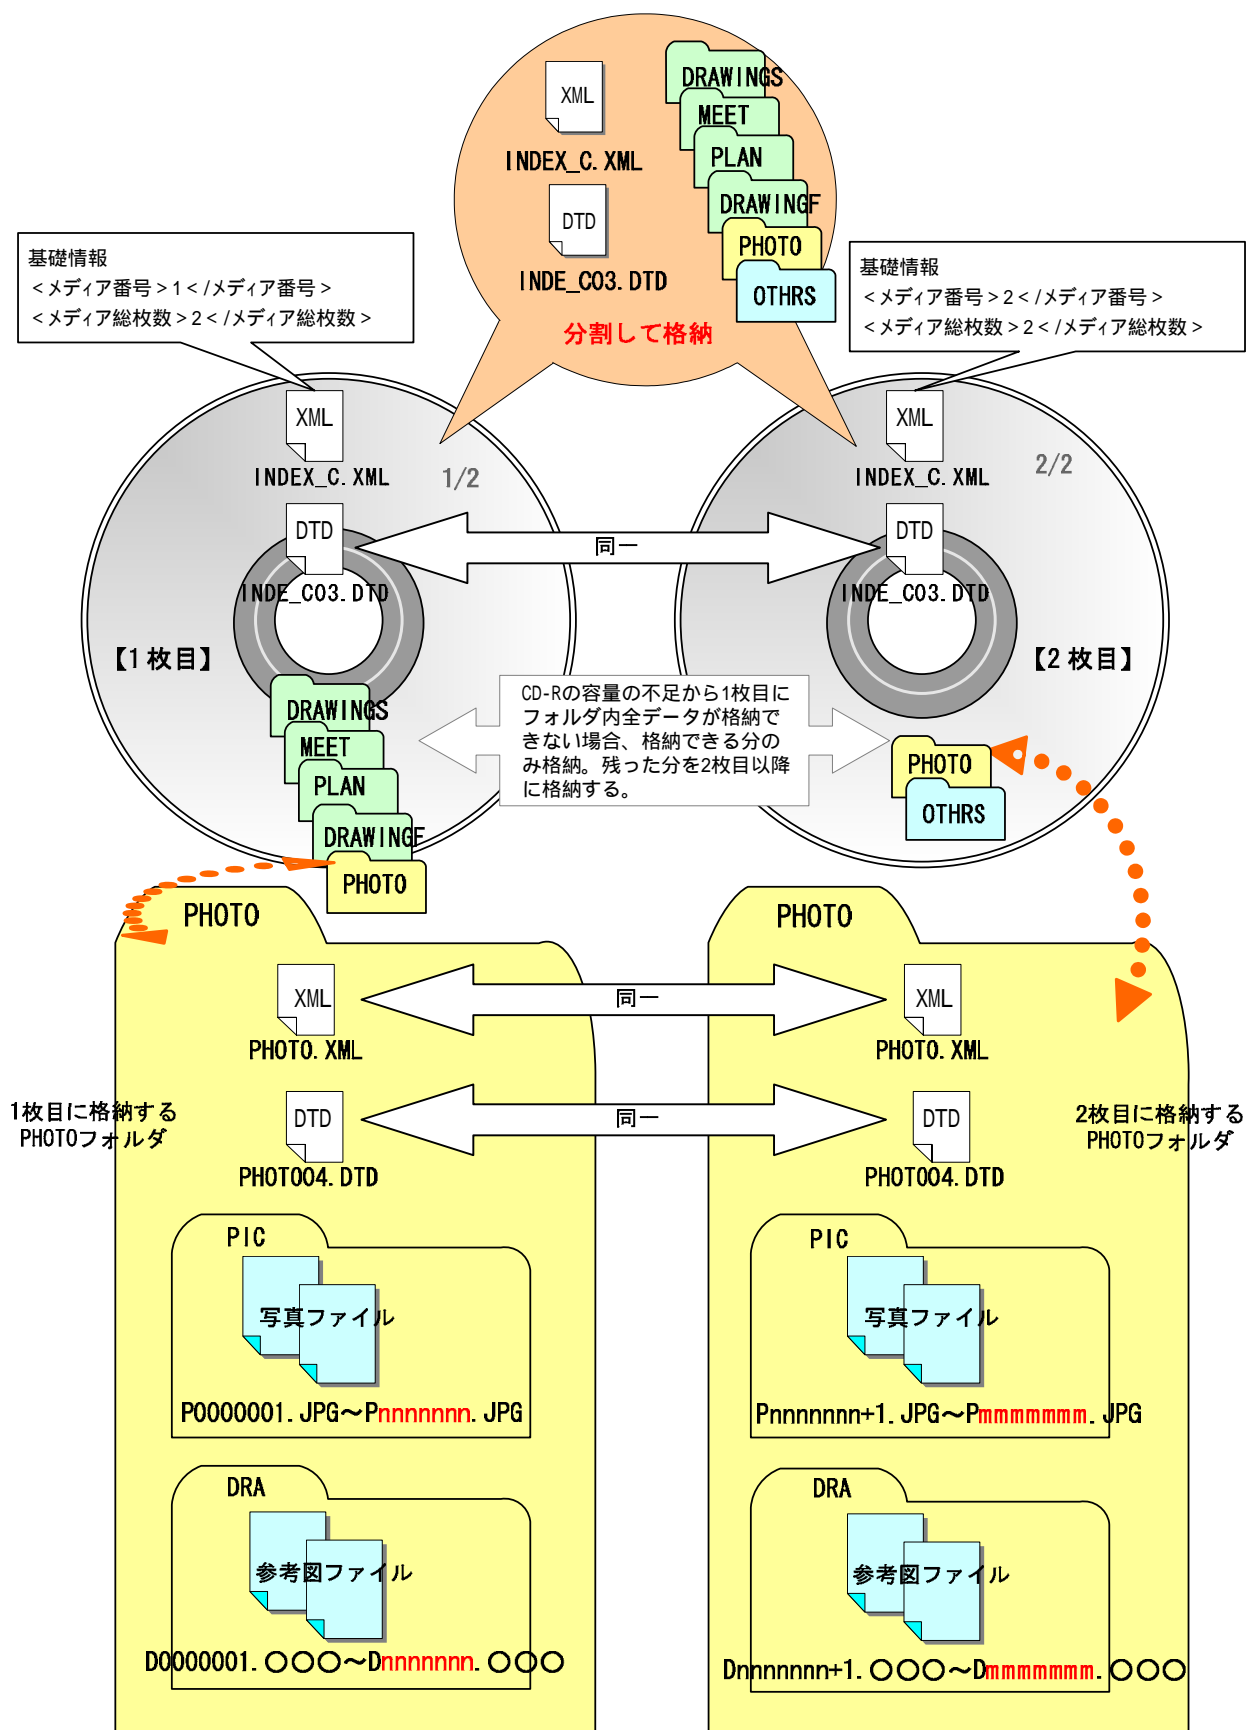 XML
INDEX_C.XML
DTD
INDE_C03.DTD
DRAWINGS
MEET
PLAN
DRAWINGF
PHOTO
OTHRS
分割して格納
基礎情報
<メディア番号>1</メディア番号>
<メディア総枚数>2</メディア総枚数>
基礎情報
<メディア番号>2</メディア番号>
<メディア総枚数>2</メディア総枚数>
XML
INDEX_C.XML
1/2
DTD
INDE_C03.DTD
【1枚目】
DRAWINGS
MEET
PLAN
DRAWINGF
PHOTO
同一
XML
INDEX_C.XML
2/2
DTD
INDE_C03.DTD
【2枚目】
PHOTO
OTHRS
CD-Rの容量の不足から1枚目に
フォルダ内全データが格納で
きない場合、格納できる分の
み格納。残った分を2枚目以降
に格納する。
PHOTO
XML
PHOTO.XML
1枚目に格納する
PHOTOフォルダ
DTD
PHOTO04.DTD
PIC
写真ファイル
P0000001.JPG～Pnnnnnnn.JPG
DRA
参考図ファイル
D0000001.○○○～Dnnnnnnn.○○○
同一
同一
PHOTO
XML
PHOTO.XML
2枚目に格納する
PHOTOフォルダ
DTD
PHOTO04.DTD
PIC
写真ファイル
Pnnnnnnn+1.JPG～Pmmmmmmm.JPG
DRA
参考図ファイル
Dnnnnnnn+1.○○○～Dmmmmmmm.○○○